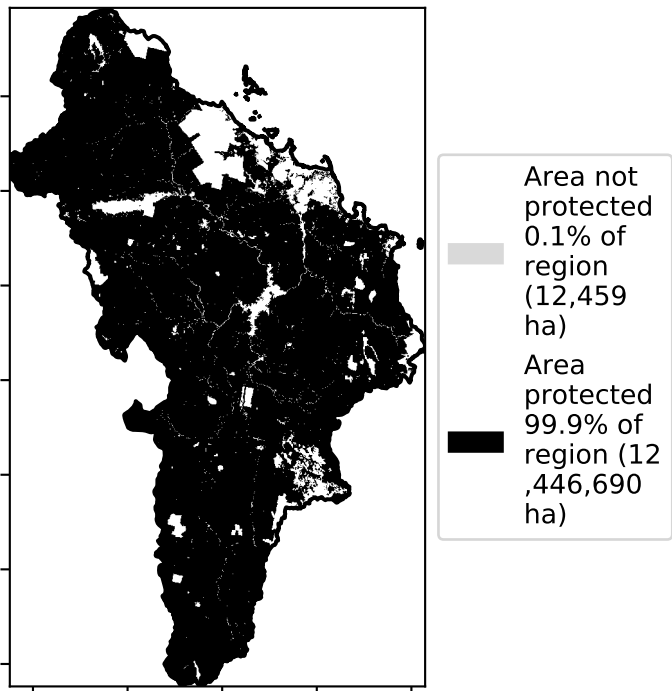 Area not
protected
0.1% of
region
(12,459
ha)
Area
protected
99.9% of
region (12
,446,690
ha)